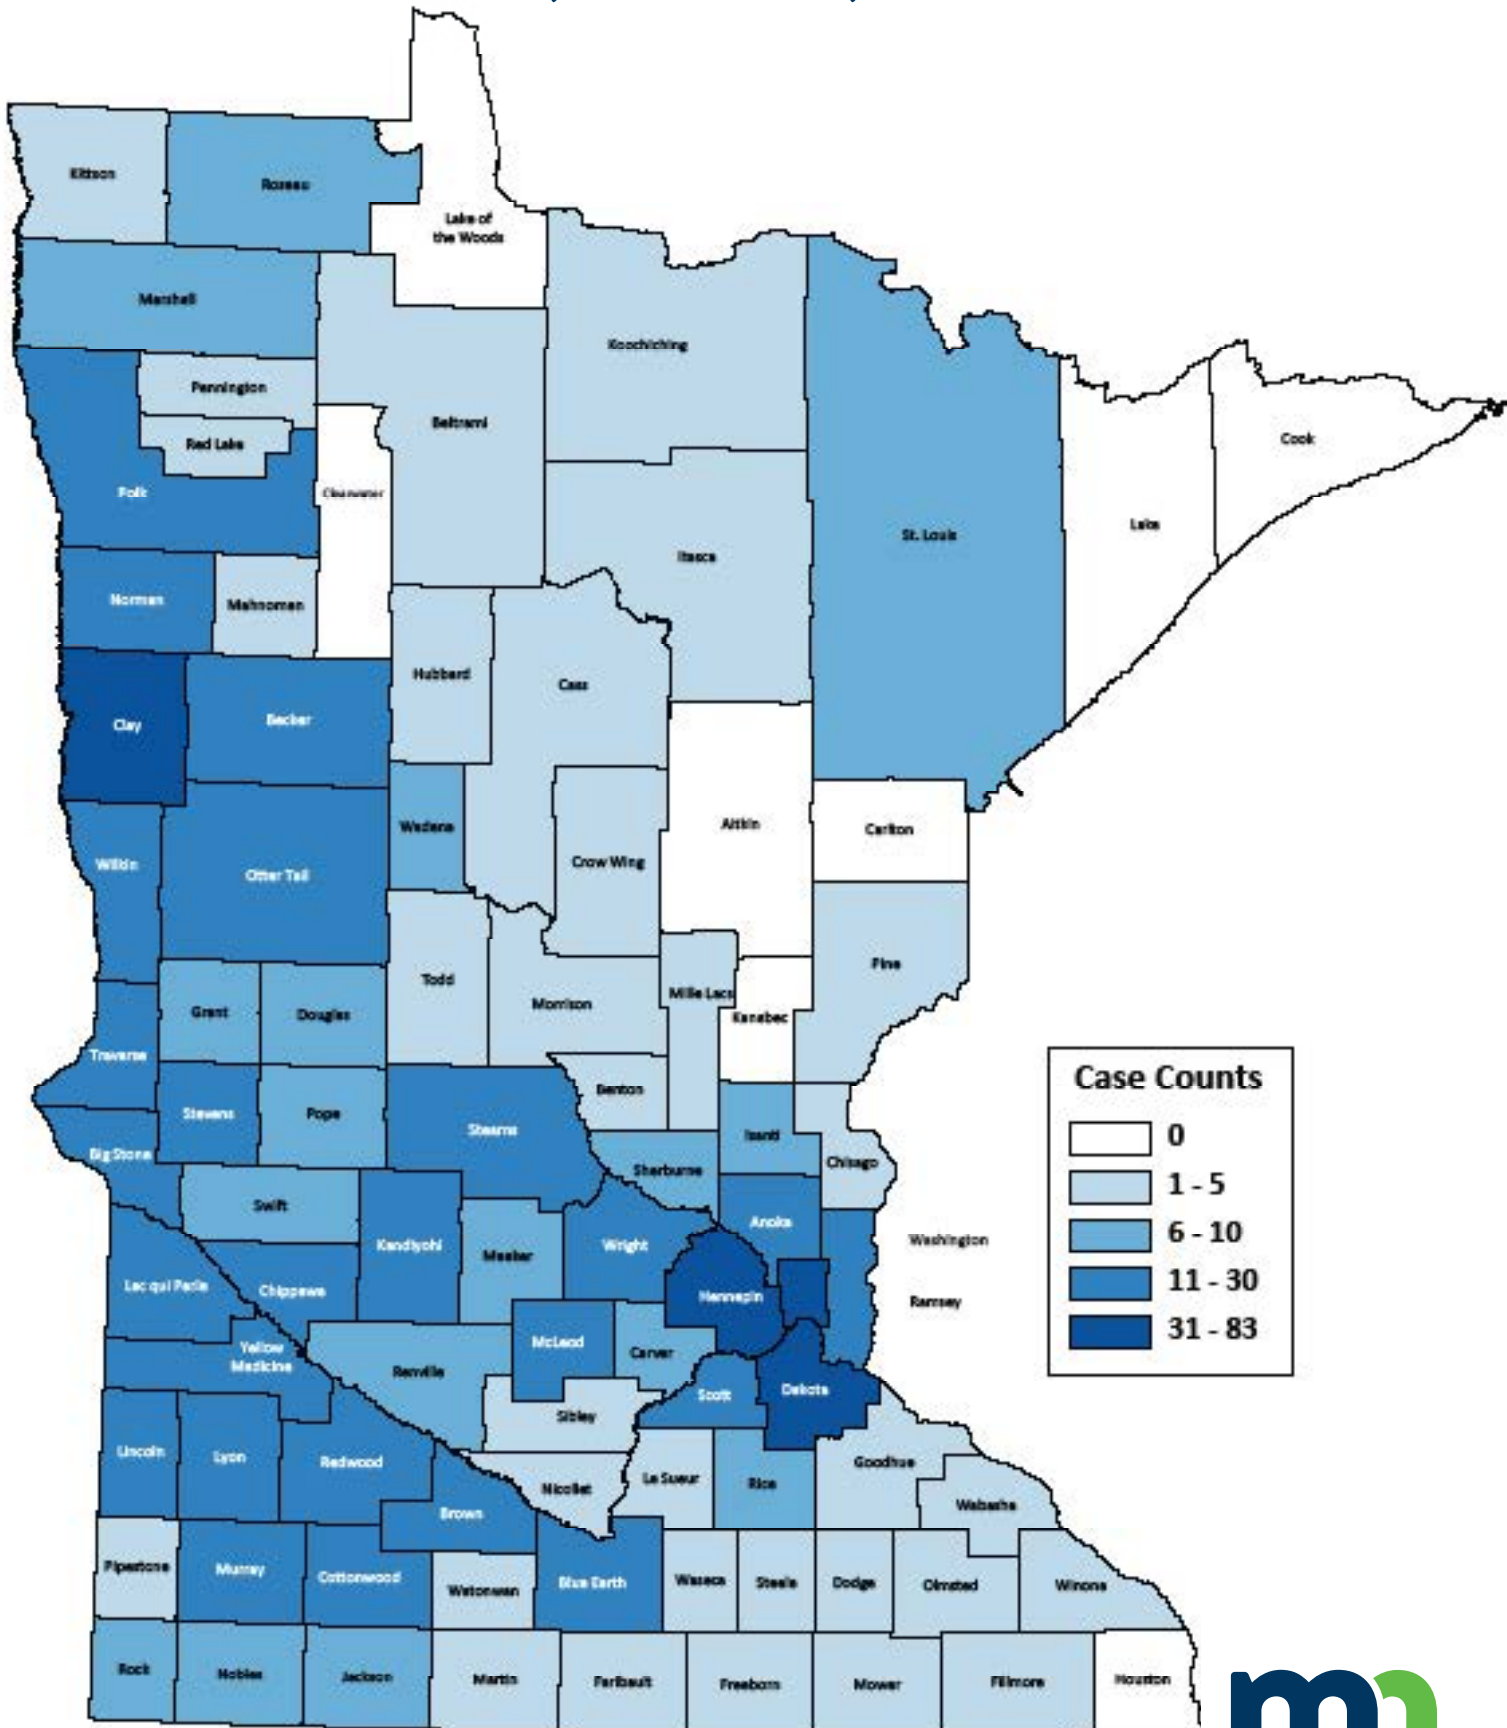 Kittson
Roseau
Lake of
the Woods
Marshall
Koochiching
Pennington
Beltrami
Cook
Red Lake
Polk
Clearwater
Lake
St. Louis
Itasca
Norman
Mahnomen
Hubbard
Cass
Clay
Becker
Wadena
Aitkin
Carlton
Wilkin
Crow Wing
Otter Tail
Pine
Todd
Mille Lacs
Morrison
Grant
Douglas
Kanabec
Traverse
Benton
Stevens
Pope
Stearns
Isanti
Big Stone
Chisago
Sherburne
Swift
Anoka
Washington
Kandiyohi
Wright
Meeker
Lac qui Parle
Chippewa
Hennepin
Ramsey
McLeod
Yellow
Medicine
Carver
Renville
Scott
Dakota
Sibley
Lincoln
Lyon
Redwood
Goodhue
Le Sueur
Rice
Nicollet
Wabasha
Brown
Pipestone
Murray
Cottonwood
Watonwan
Blue Earth
Waseca
Steele
Dodge
Olmsted
Winona
Rock
Nobles
Jackson
Martin
Faribault
Freeborn
Mower
Fillmore
Houston
Case Counts
0
1 - 5
6 - 10
11 - 30
31 - 83